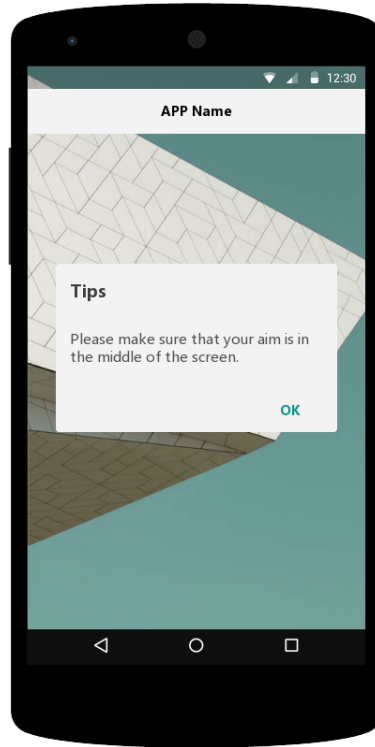 12:30
APP Name
Tips
Please make sure that your aim is in
the middle of the screen.
OK